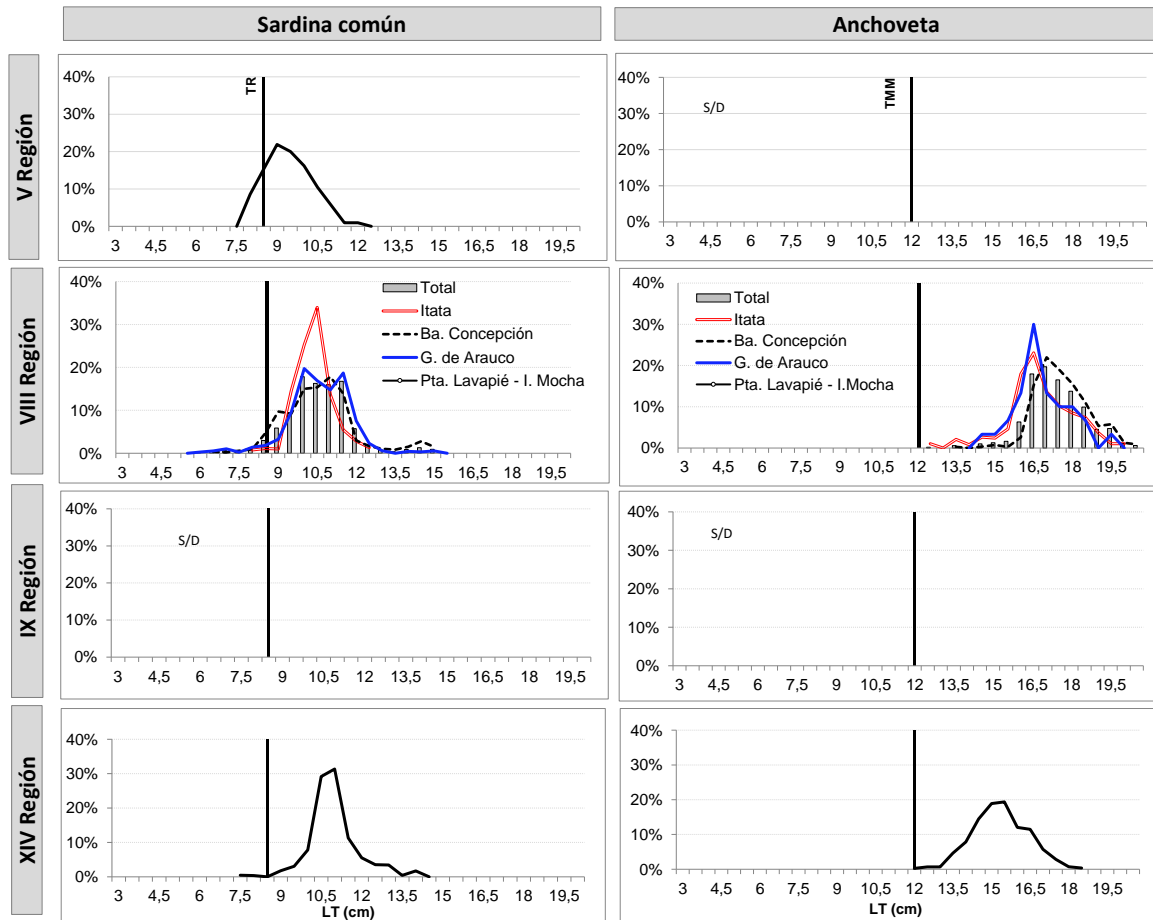 Sardina común
Anchoveta
V Región
40%
30%
20%
10%
0%
TR
3 4,5 6 7,5 9 10,5 12 13,5 15 16,5 18 19,5
40%
30%
20%
10%
0%
S/D
TMM
3 4,5 6 7,5 9 10,5 12 13,5 15 16,5 18 19,5
VIII Región
40%
30%
20%
10%
0%
Total
Itata
Ba. Concepción
G. de Arauco
Pta. Lavapié - I. Mocha
3 4,5 6 7,5 9 10,5 12 13,5 15 16,5 18 19,5
40%
30%
20%
10%
0%
Total
Itata
Ba. Concepción
G. de Arauco
Pta. Lavapié - I.Mocha
3 4,5 6 7,5 9 10,5 12 13,5 15 16,5 18 19,5
IX Región
40%
30%
20%
10%
0%
S/D
3 4,5 6 7,5 9 10,5 12 13,5 15 16,5 18 19,5
40%
30%
20%
10%
0%
S/D
3 4,5 6 7,5 9 10,5 12 13,5 15 16,5 18 19,5
XIV Región
40%
30%
20%
10%
0%
3 4,5 6 7,5 9 10,5 12 13,5 15 16,5 18 19,5
LT (cm)
40%
30%
20%
10%
0%
3 4,5 6 7,5 9 10,5 12 13,5 15 16,5 18 19,5
LT (cm)